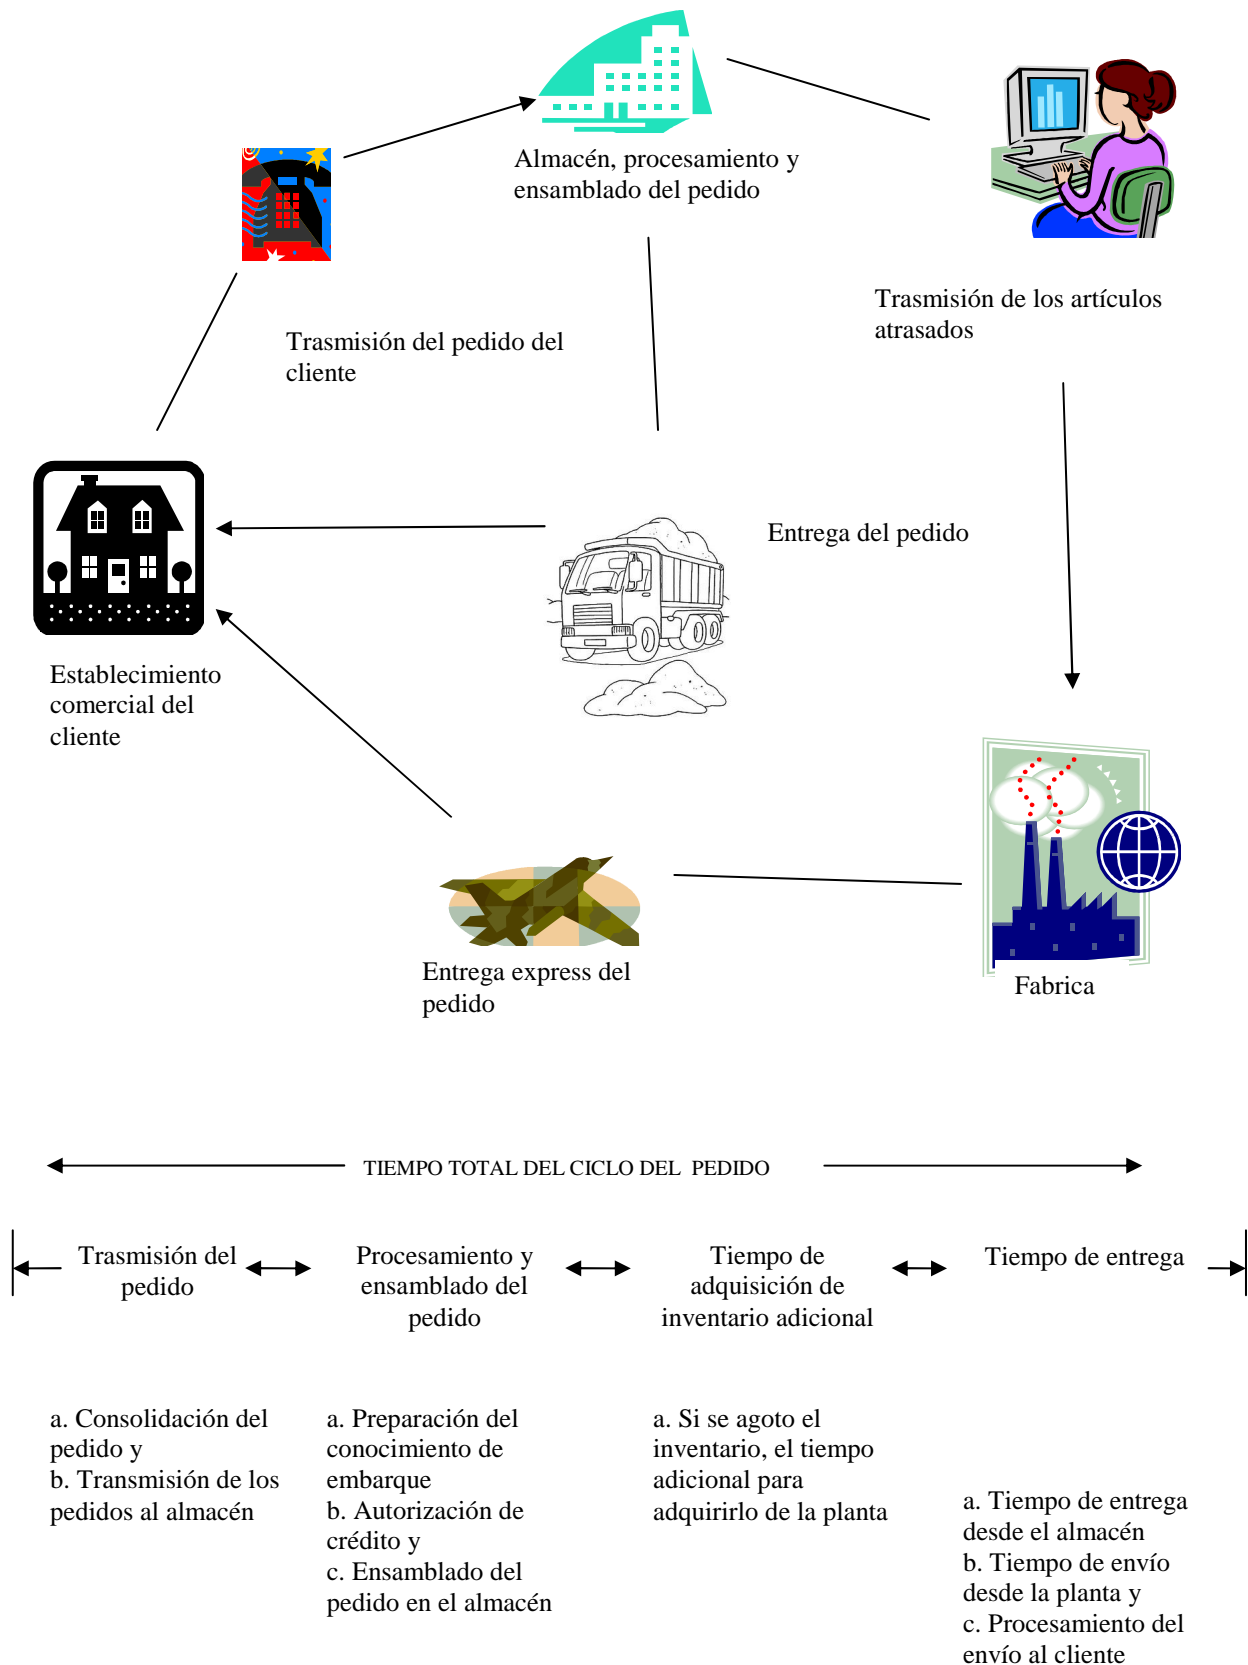 Almacén, procesamiento y
ensamblado del pedido
Trasmisión de los artículos
atrasados
Trasmisión del pedido del
cliente
Entrega del pedido
Establecimiento
comercial del
cliente
Entrega express del
pedido
Fabrica
TIEMPO TOTAL DEL CICLO DEL PEDIDO
Trasmisión del
pedido
Procesamiento y
ensamblado del
pedido
Tiempo de
adquisición de
inventario adicional
Tiempo de entrega
a. Consolidación del
pedido y
b. Transmisión de los
pedidos al almacén
a. Preparación del
conocimiento de
embarque
b. Autorización de
crédito y
c. Ensamblado del
pedido en el almacén
a. Si se agoto el
inventario, el tiempo
adicional para
adquirirlo de la planta
a. Tiempo de entrega
desde el almacén
b. Tiempo de envío
desde la planta y
c. Procesamiento del
envío al cliente